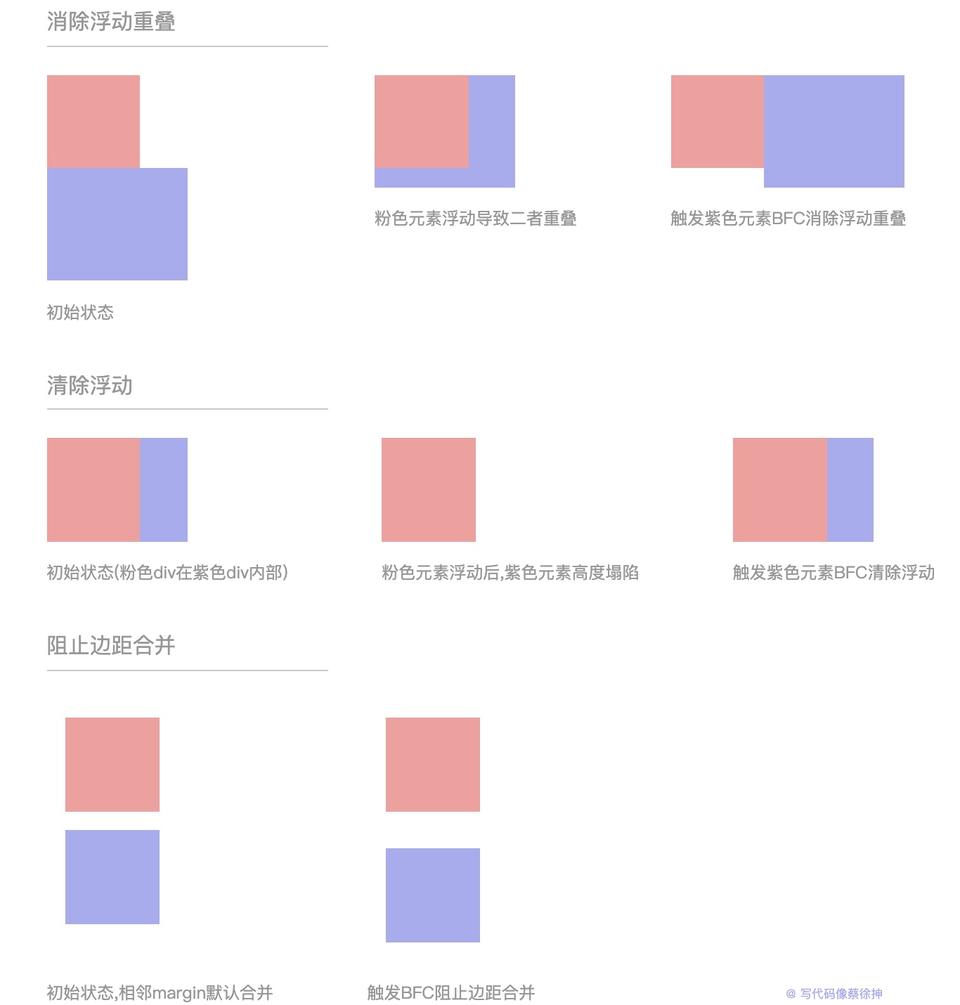 消除浮动重叠
粉色元素浮动导致二者重叠
触发紫色元素BFC消除浮动重叠
初始状态
清除浮动
初始状态(粉色div在紫色div内部)
粉色元素浮动后,紫色元素高度塌陷
触发紫色元素BFC清除浮动
阻止边距合并
初始状态,相邻margin默认合并
触发BFC阻止边距合并
@ 写代码像蔡徐抻